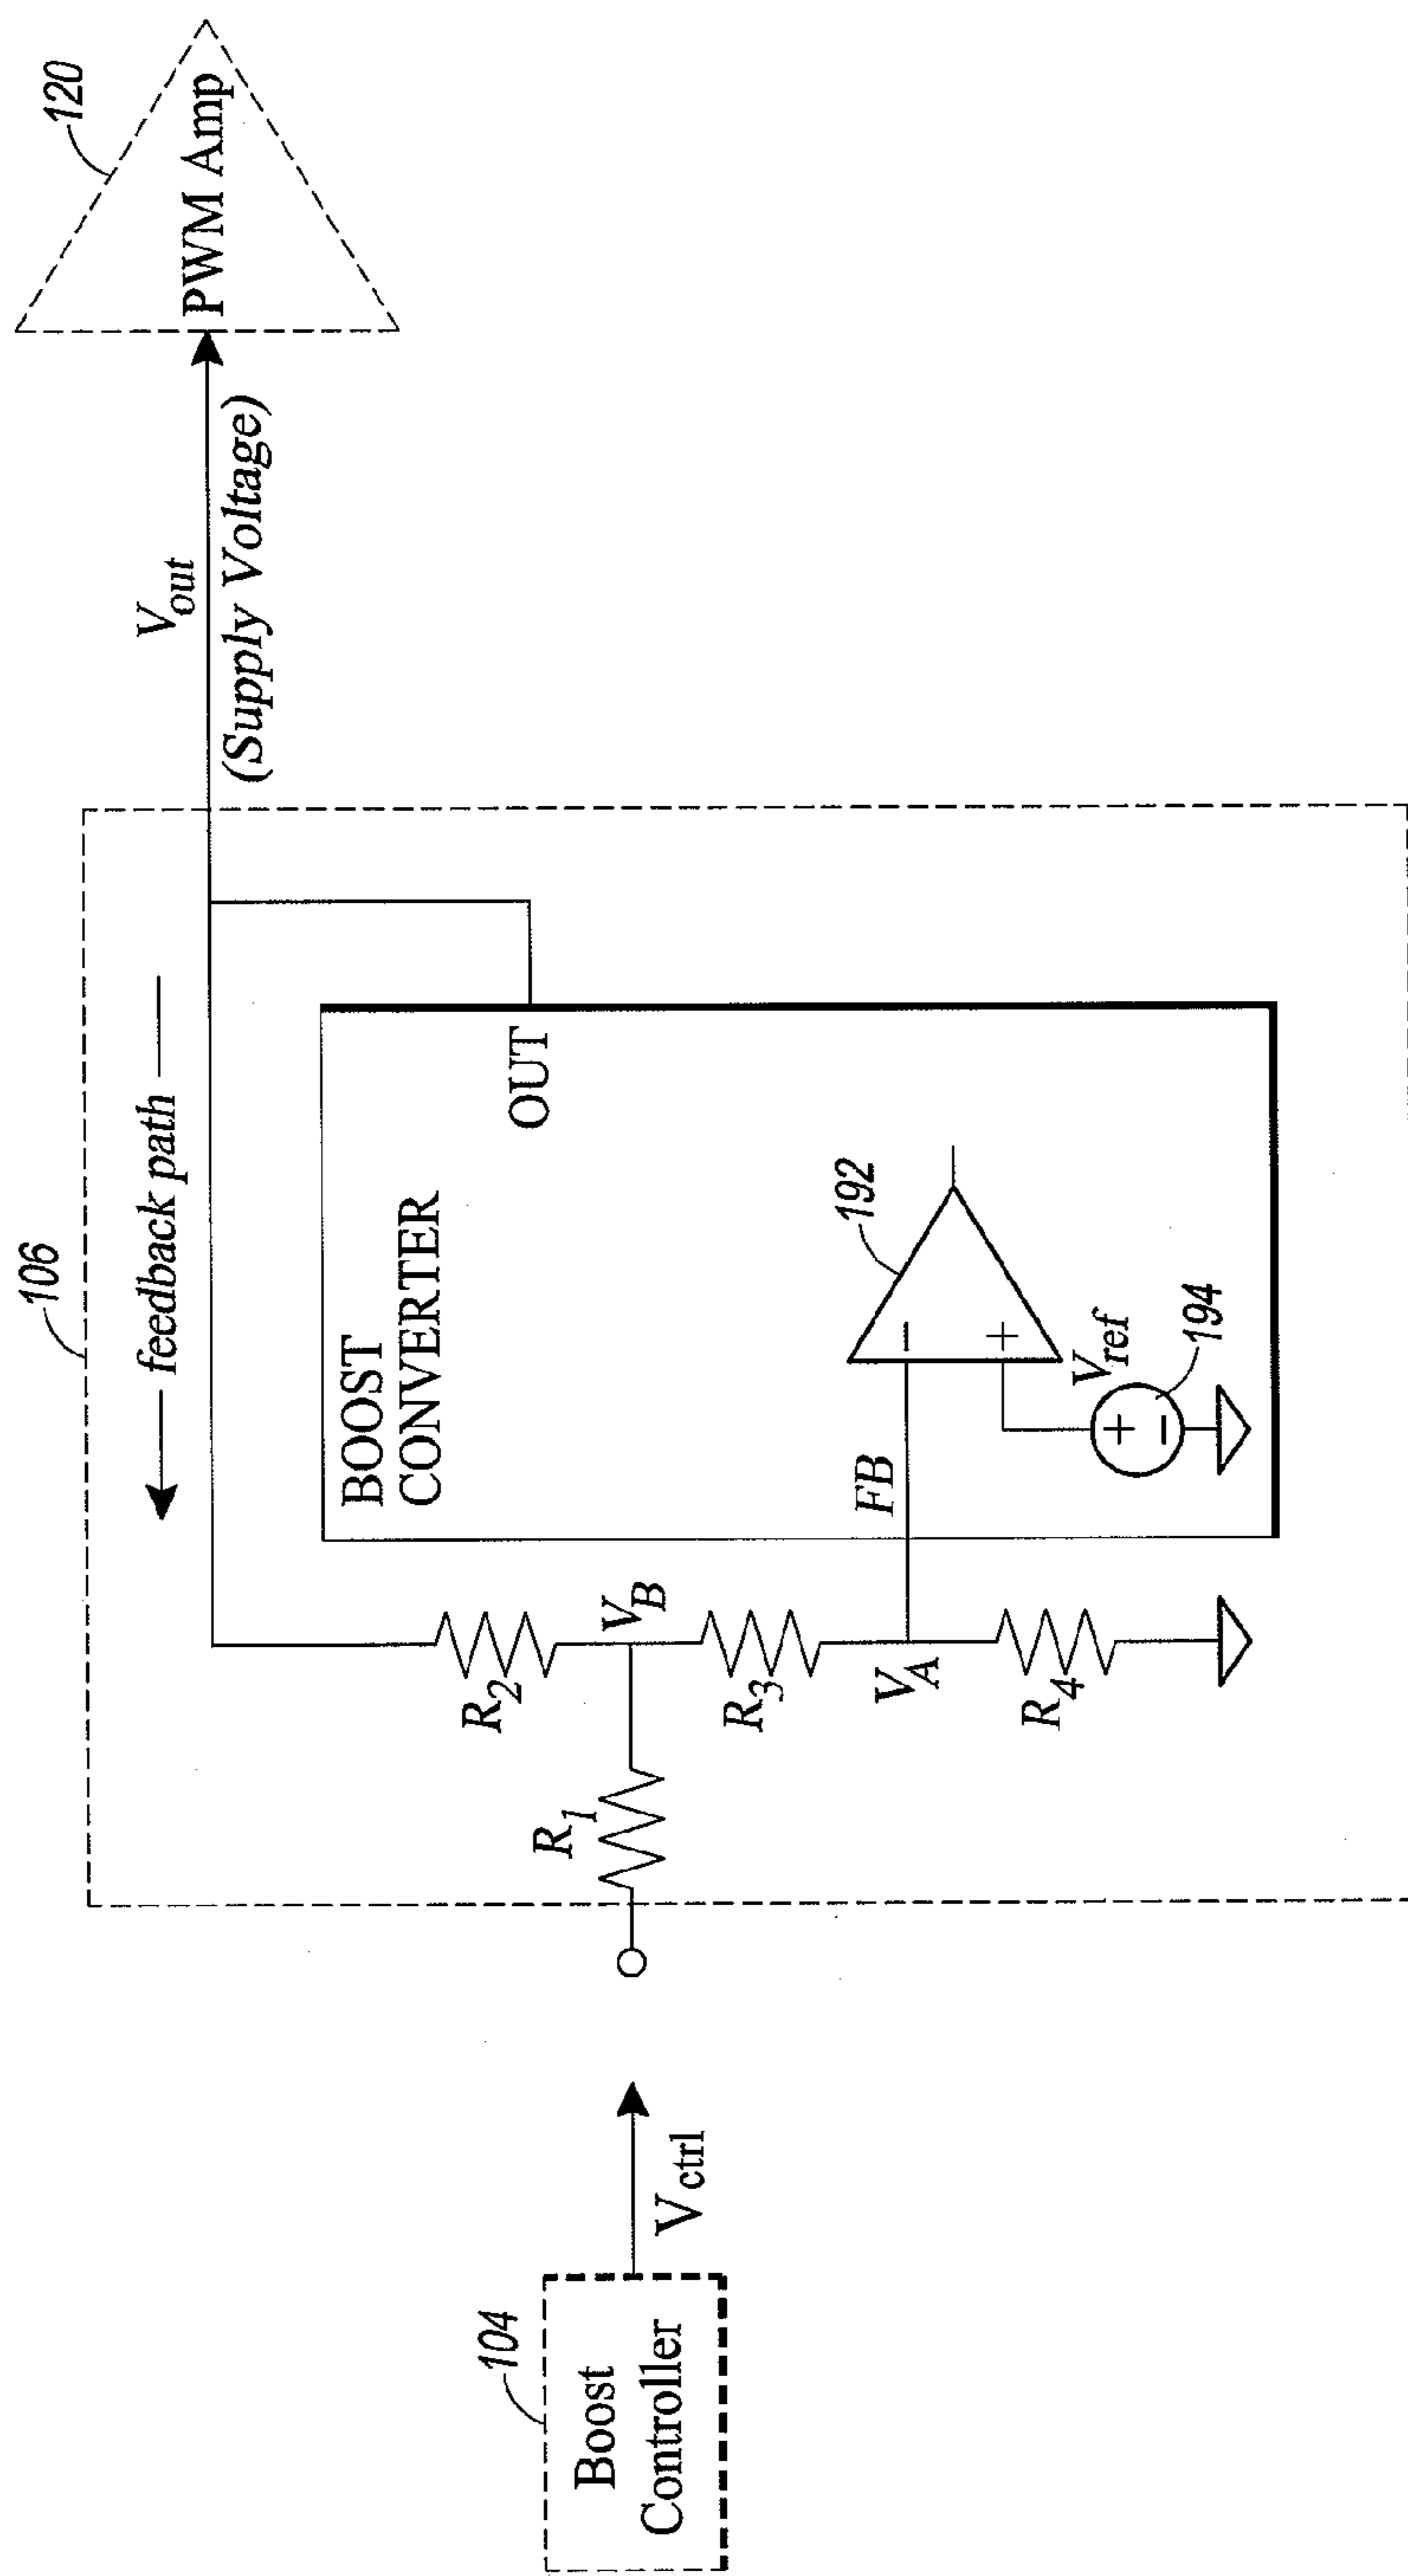 120
PWM Amp
V_out
(Supply Voltage)
106
feedback path
BOOST
CONVERTER
OUT
192
−
+
V_ref
+
−
194
FB
R_2
V_B
R_3
V_A
R_4
R_1
V_ctrl
104
Boost
Controller